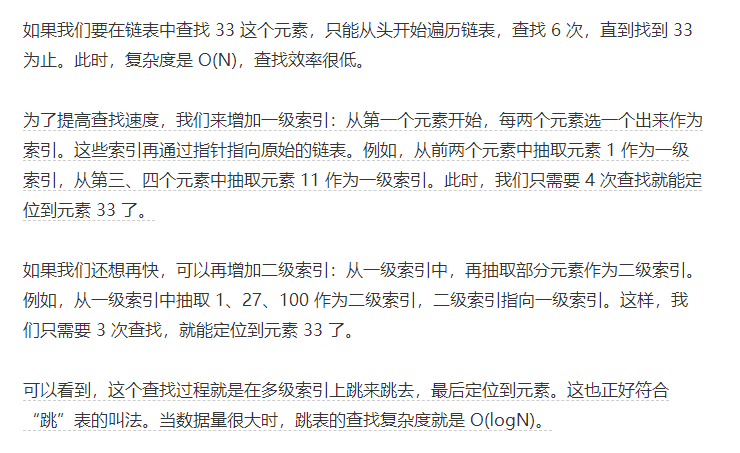 如果我们要在链表中查找 33 这个元素，只能从头开始遍历链表，查找 6 次，直到找到 33
为止。此时，复杂度是 O(N)，查找效率很低。
为了提高查找速度，我们来增加一级索引：从第一个元素开始，每两个元素选一个出来作为
索引。这些索引再通过指针指向原始的链表。例如，从前两个元素中抽取元素 1 作为一级
索引，从第三、四个元素中抽取元素 11 作为一级索引。此时，我们只需要 4 次查找就能定
位到元素 33 了。
如果我们还想再快，可以再增加二级索引：从一级索引中，再抽取部分元素作为二级索引。
例如，从一级索引中抽取 1、27、100 作为二级索引，二级索引指向一级索引。这样，我
们只需要 3 次查找，就能定位到元素 33 了。
可以看到，这个查找过程就是在多级索引上跳来跳去，最后定位到元素。这也正好符合
“跳”表的叫法。当数据量很大时，跳表的查找复杂度就是 O(logN)。